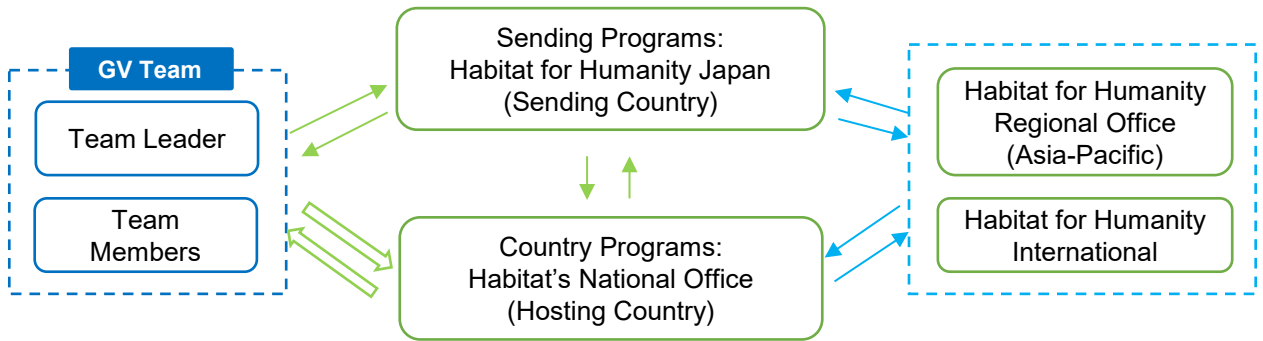 GV Team
Team Leader
Team
Members
Sending Programs:
Habitat for Humanity Japan
(Sending Country)
Country Programs:
Habitat’s National Office
(Hosting Country)
Habitat for Humanity
Regional Office
(Asia-Pacific)
Habitat for Humanity
International